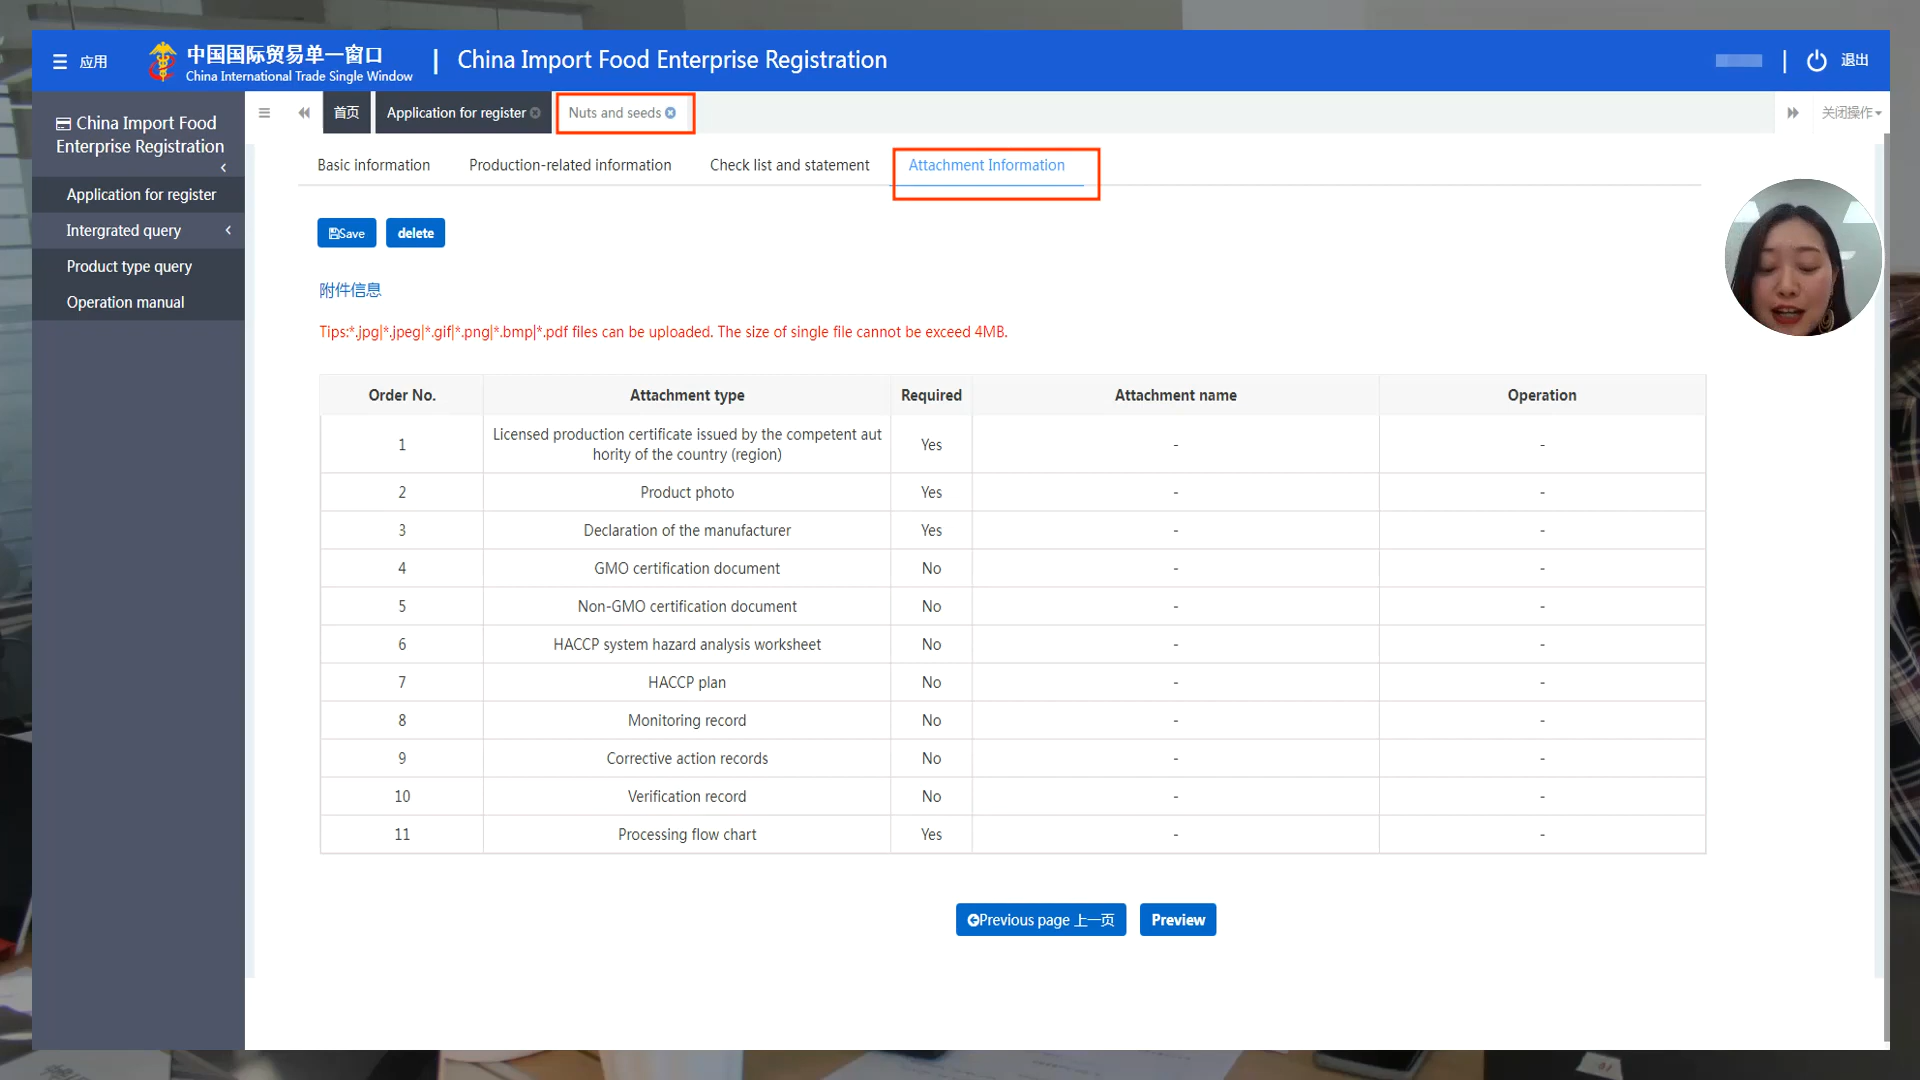 应用
中国国际贸易单一窗口
China International Trade Single Window
China Import Food Enterprise Registration
退出
China Import Food
Enterprise Registration
Application for register
Intergrated query
Product type query
Operation manual
首页
Application for register
Nuts and seeds
关闭操作
Basic information
Production-related information
Check list and statement
Attachment Information
Save
delete
附件信息
Tips:*.jpg|*.jpeg|*.gif|*.png|*.bmp|*.pdf files can be uploaded. The size of single file cannot be exceed 4MB.
Order No. Attachment type Required Attachment name Operation
1 Licensed production certificate issued by the competent aut
hority of the country (region) Yes - -
2 Product photo Yes - -
3 Declaration of the manufacturer Yes - -
4 GMO certification document No - -
5 Non-GMO certification document No - -
6 HACCP system hazard analysis worksheet No - -
7 HACCP plan No - -
8 Monitoring record No - -
9 Corrective action records No - -
10 Verification record No - -
11 Processing flow chart Yes - -
Previous page 上一页
Preview